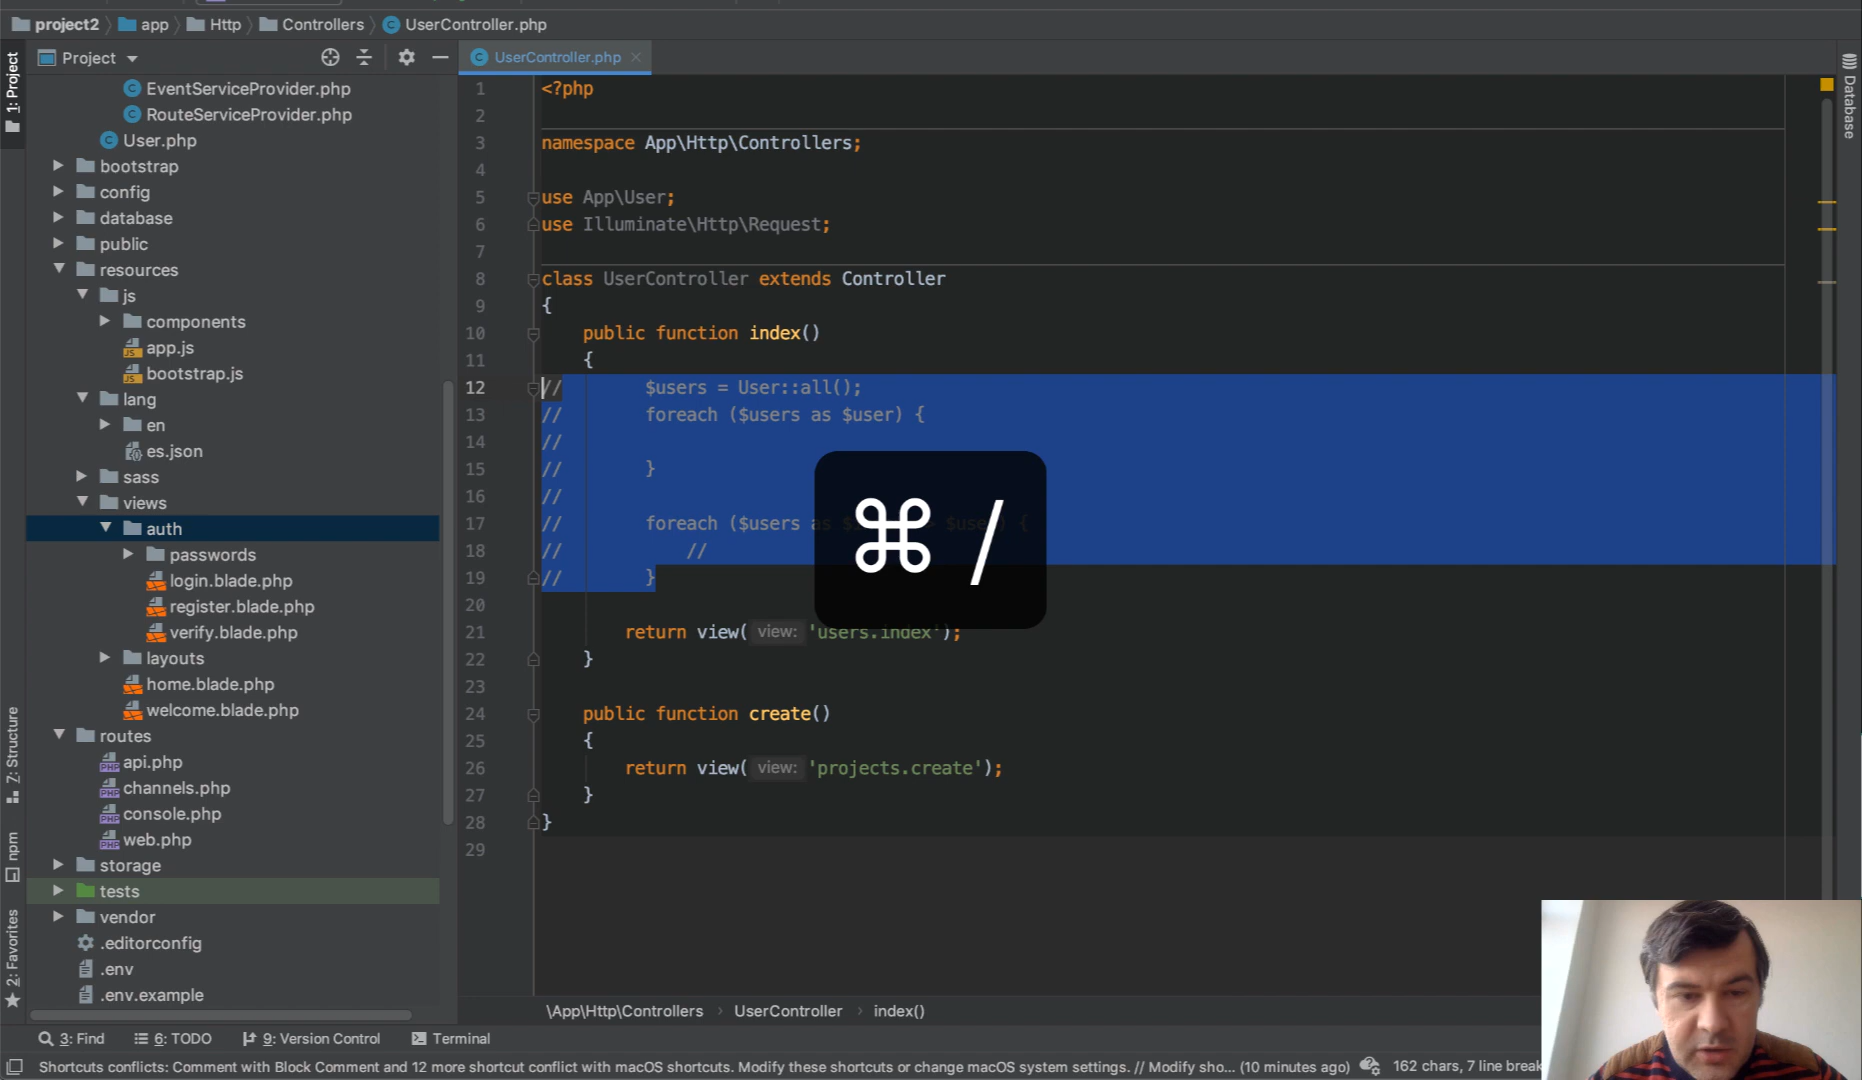 project2 app Http Controllers UserController.php
1: Project
Project
UserController.php
Database
EventServiceProvider.php
RouteServiceProvider.php
User.php
bootstrap
config
database
public
resources
js
components
app.js
bootstrap.js
lang
en
es.json
sass
views
auth
passwords
login.blade.php
register.blade.php
verify.blade.php
layouts
home.blade.php
welcome.blade.php
routes
api.php
channels.php
console.php
web.php
storage
tests
vendor
.editorconfig
.env
.env.example
7: Structure
npm
2: Favorites
1 <?php
2
3 namespace App\Http\Controllers;
4
5 use App\User;
6 use Illuminate\Http\Request;
7
8 class UserController extends Controller
9 {
10 public function index()
11 {
12 // $users = User::all();
13 // foreach ($users as $user) {
14 //
15 // }
16 //
17 // foreach ($users as $user) {
18 // //
19 // }
20
21 return view( view: 'users.index');
22 }
23
24 public function create()
25 {
26 return view( view: 'projects.create');
27 }
28 }
29
⌘ /
\App\Http\Controllers › UserController › index()
3: Find 6: TODO 9: Version Control Terminal
Shortcuts conflicts: Comment with Block Comment and 12 more shortcut conflict with macOS shortcuts. Modify these shortcuts or change macOS system settings. // Modify sho... (10 minutes ago) 162 chars, 7 line break